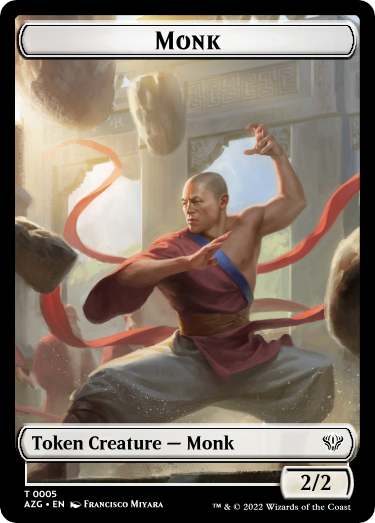 Monk
Token Creature — Monk
2/2
T 0005
AZG • EN Francisco Miyara
™ & © 2022 Wizards of the Coast